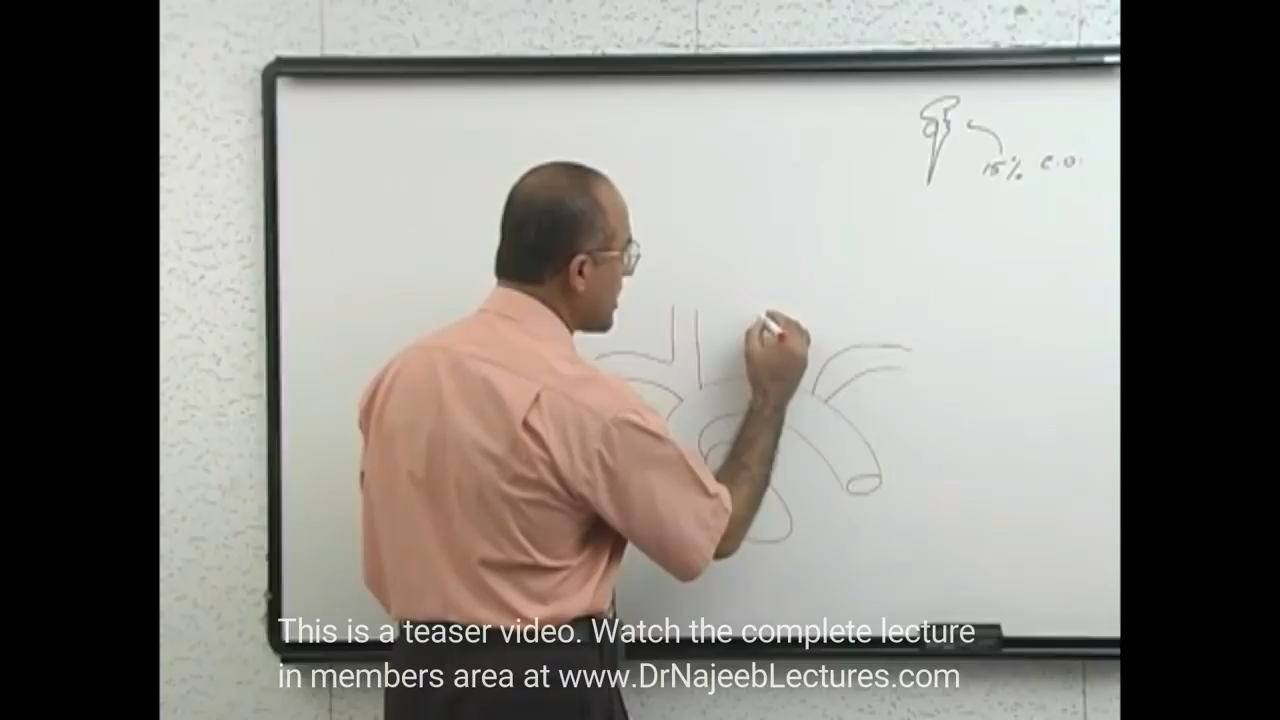 15% C.O.
This is a teaser video. Watch the complete lecture
in members area at www.DrNajeebLectures.com